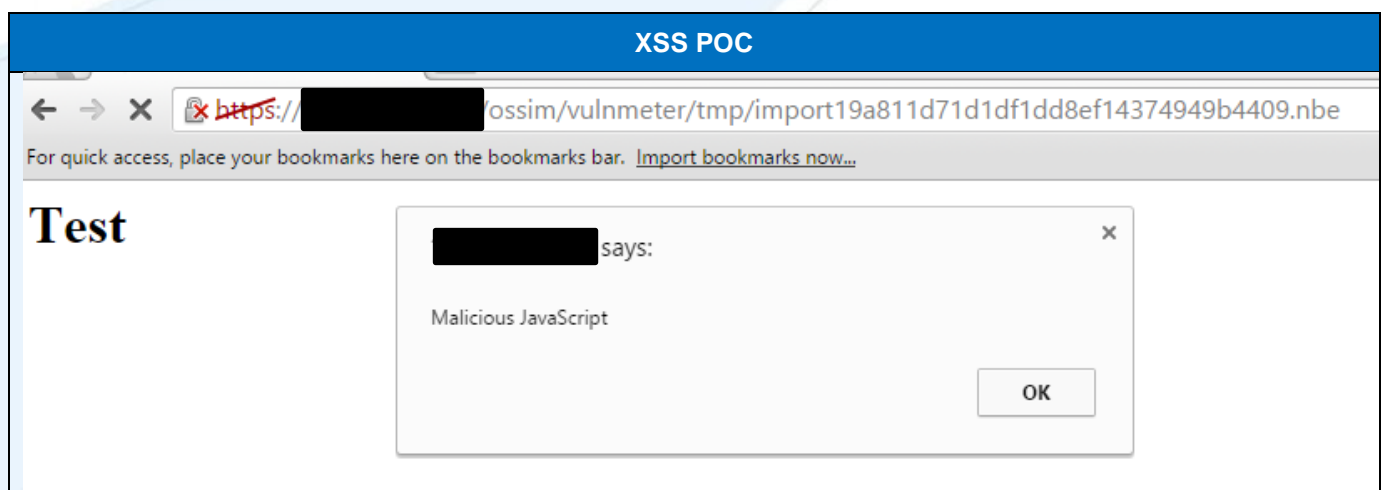 XSS POC
https:// /ossim/vulnmeter/tmp/import19a811d71d1df1dd8ef14374949b4409.nbe
For quick access, place your bookmarks here on the bookmarks bar. Import bookmarks now...
Test
says:
Malicious JavaScript
OK